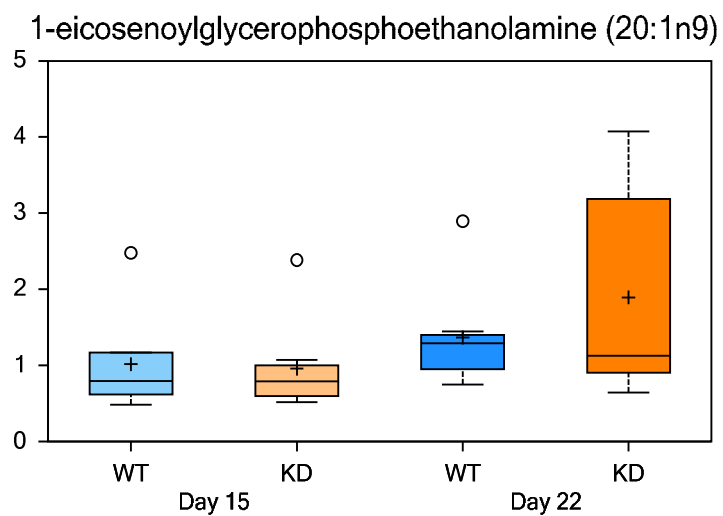 1-eicosenoylglycerophosphoethanolamine (20:1n9)
5
4
3
2
1
0
WT KD WT KD
Day 15 Day 22